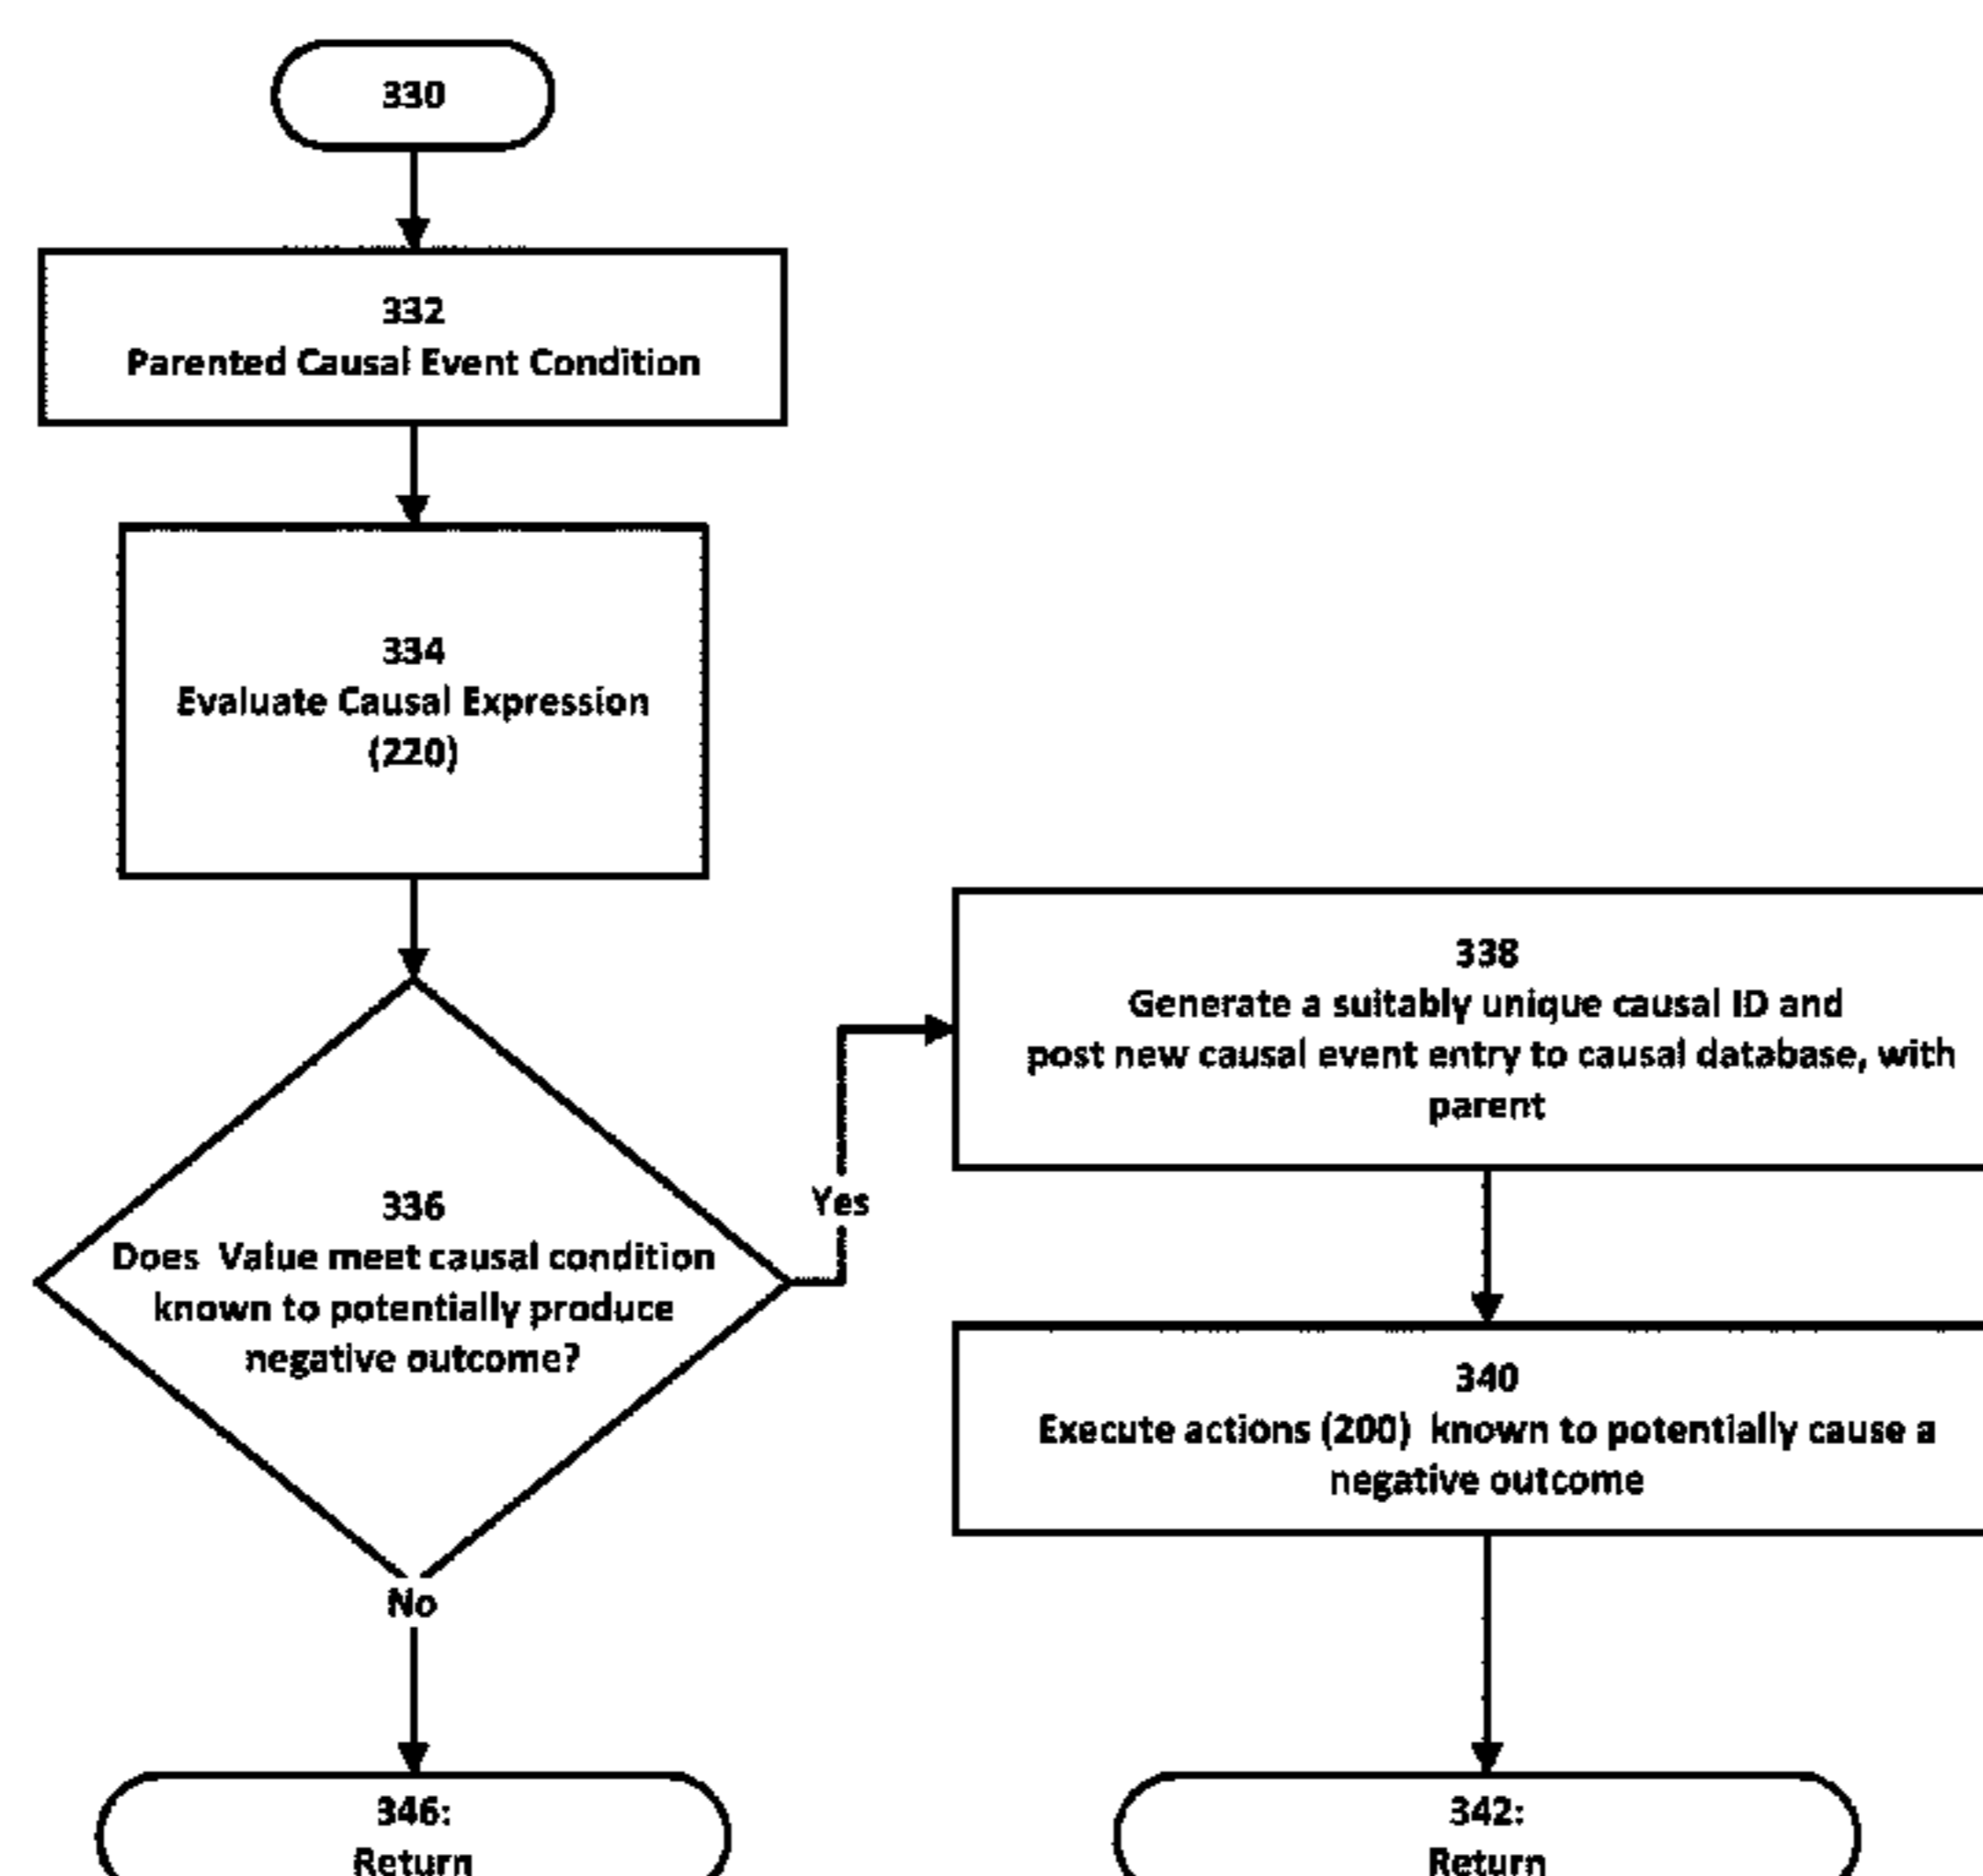 330
332
Parented Causal Event Condition
334
Evaluate Causal Expression
(220)
336
Does Value meet causal condition
known to potentially produce
negative outcome?
Yes
No
338
Generate a suitably unique causal ID and
post new causal event entry to causal database, with
parent
340
Execute actions (200) known to potentially cause a
negative outcome
346:
Return
342:
Return